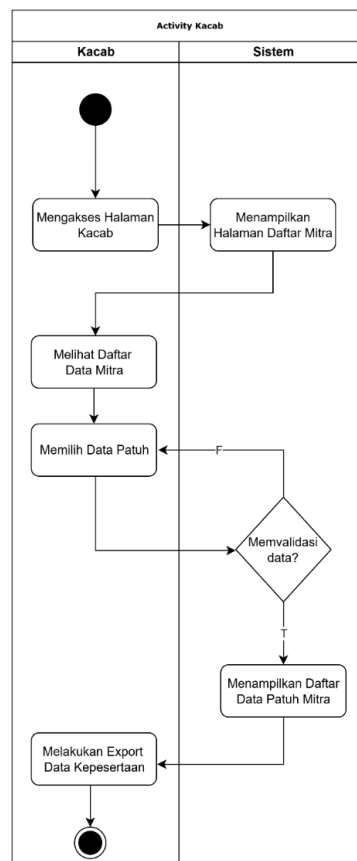 Activity Kacab
Kacab
Sistem
Mengakses Halaman
Kacab
Menampilkan
Halaman Daftar Mitra
Melihat Daftar
Data Mitra
Memilih Data Patuh
F
Memvalidasi
data?
T
Menampilkan Daftar
Data Patuh Mitra
Melakukan Export
Data Kepesertaan